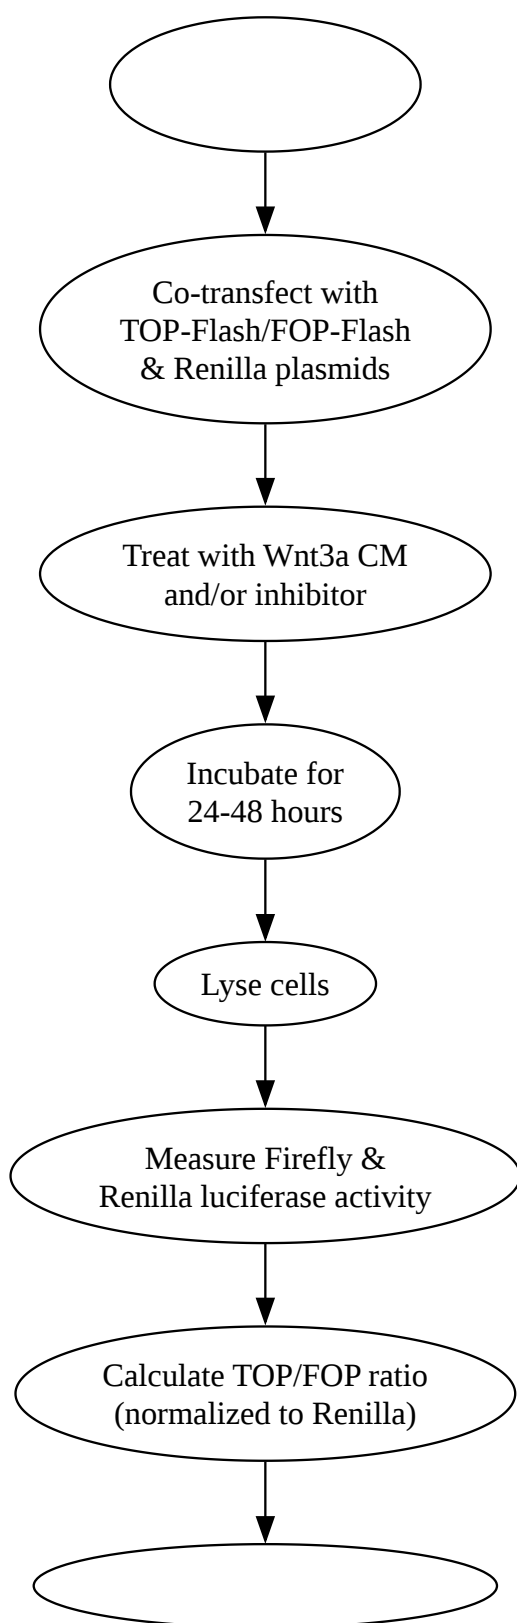 Co-transfect with
TOP-Flash/FOP-Flash
& Renilla plasmids
Treat with Wnt3a CM
and/or inhibitor
Incubate for
24-48 hours
Lyse cells
Measure Firefly &
Renilla luciferase activity
Calculate TOP/FOP ratio
(normalized to Renilla)